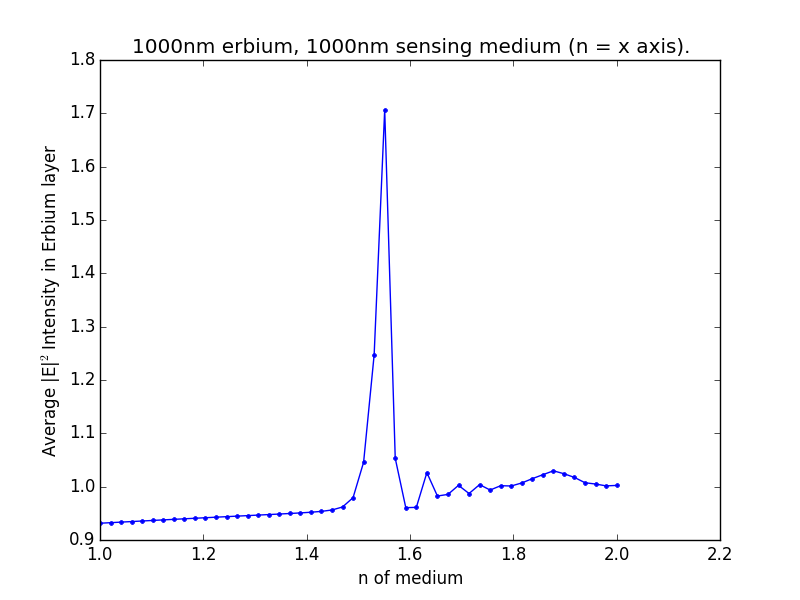 1000nm erbium, 1000nm sensing medium (n = x axis).
1.8
1.7
1.6
1.5
1.4
1.3
1.2
1.1
1.0
0.9
Average |E|² Intensity in Erbium layer
1.0 1.2 1.4 1.6 1.8 2.0 2.2
n of medium